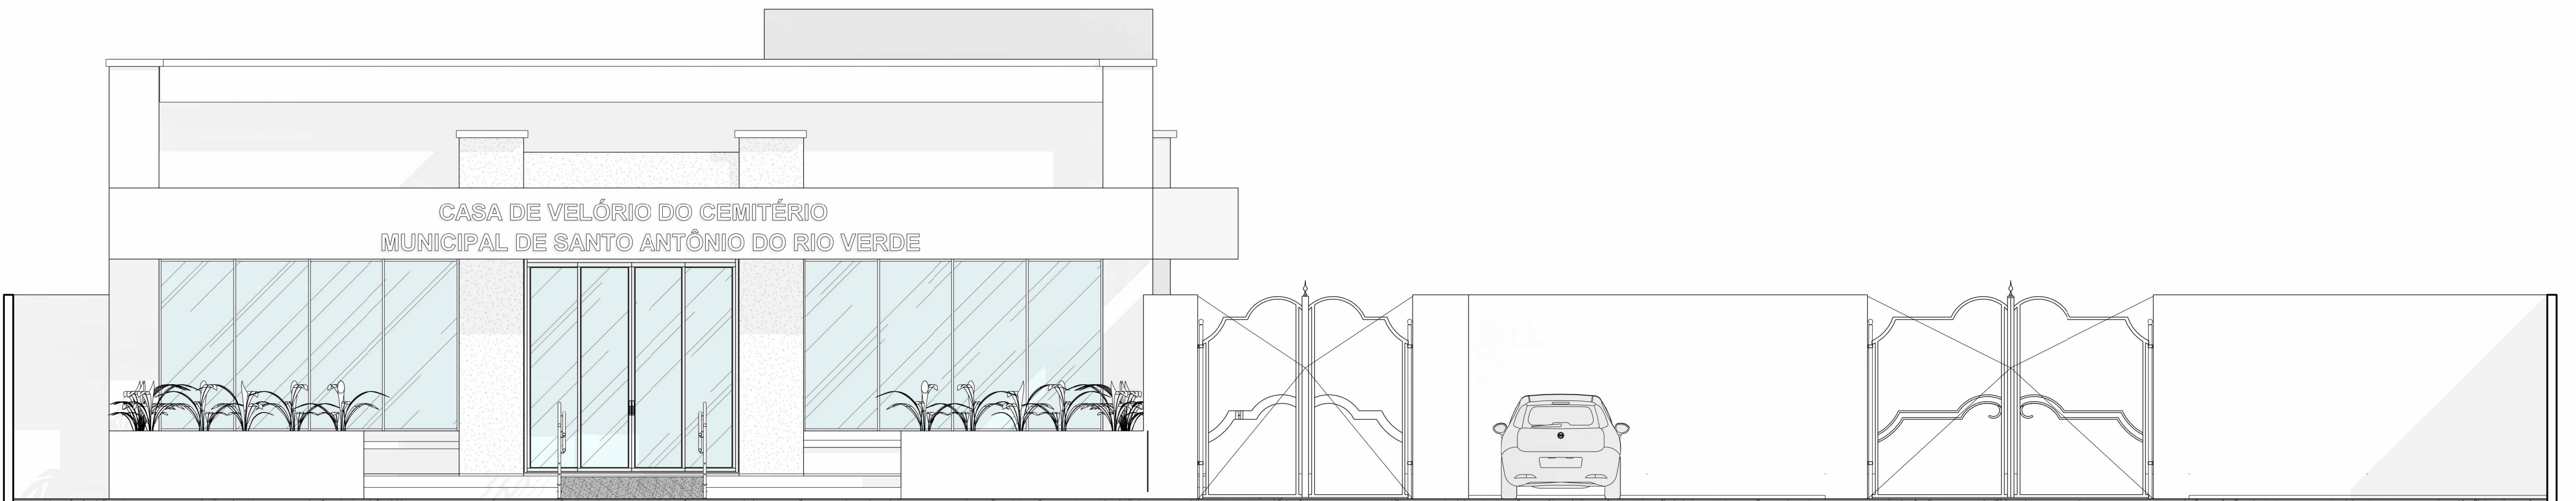 CASA DE VELÓRIO DO CEMITÉRIO
MUNICIPAL DE SANTO ANTÔNIO DO RIO VERDE